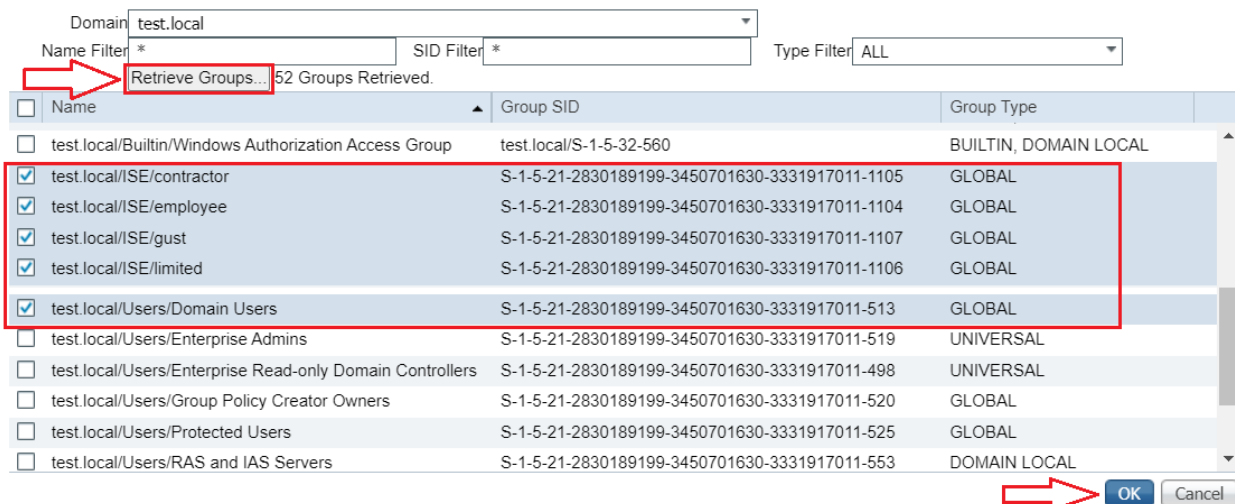 Domain test.local
Name Filter * SID Filter * Type Filter ALL
Retrieve Groups... 52 Groups Retrieved.
Name Group SID Group Type
test.local/Builtin/Windows Authorization Access Group test.local/S-1-5-32-560 BUILTIN, DOMAIN LOCAL
test.local/ISE/contractor S-1-5-21-2830189199-3450701630-3331917011-1105 GLOBAL
test.local/ISE/employee S-1-5-21-2830189199-3450701630-3331917011-1104 GLOBAL
test.local/ISE/gust S-1-5-21-2830189199-3450701630-3331917011-1107 GLOBAL
test.local/ISE/limited S-1-5-21-2830189199-3450701630-3331917011-1106 GLOBAL
test.local/Users/Domain Users S-1-5-21-2830189199-3450701630-3331917011-513 GLOBAL
test.local/Users/Enterprise Admins S-1-5-21-2830189199-3450701630-3331917011-519 UNIVERSAL
test.local/Users/Enterprise Read-only Domain Controllers S-1-5-21-2830189199-3450701630-3331917011-498 UNIVERSAL
test.local/Users/Group Policy Creator Owners S-1-5-21-2830189199-3450701630-3331917011-520 GLOBAL
test.local/Users/Protected Users S-1-5-21-2830189199-3450701630-3331917011-525 GLOBAL
test.local/Users/RAS and IAS Servers S-1-5-21-2830189199-3450701630-3331917011-553 DOMAIN LOCAL
OK Cancel